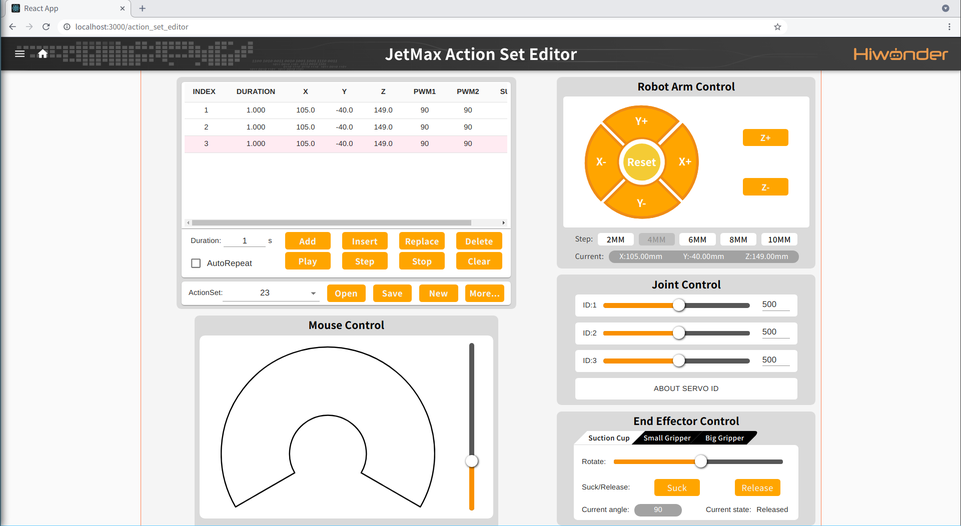 React App
localhost:3000/action_set_editor
JetMax Action Set Editor
Hiwonder
INDEX DURATION X Y Z PWM1 PWM2
1 1.000 105.0 -40.0 149.0 90 90
2 1.000 105.0 -40.0 149.0 90 90
3 1.000 105.0 -40.0 149.0 90 90
Duration: 1 s Add Insert Replace Delete
AutoRepeat Play Step Stop Clear
ActionSet: 23 Open Save New More...
Mouse Control
Robot Arm Control
Y+
Z+
X- Reset X+
Z-
Y-
Step: 2MM 4MM 6MM 8MM 10MM
Current: X:105.00mm Y:-40.00mm Z:149.00mm
Joint Control
ID:1 500
ID:2 500
ID:3 500
ABOUT SERVO ID
End Effector Control
Suction Cup Small Gripper Big Gripper
Rotate:
Suck/Release: Suck Release
Current angle: 90 Current state: Released